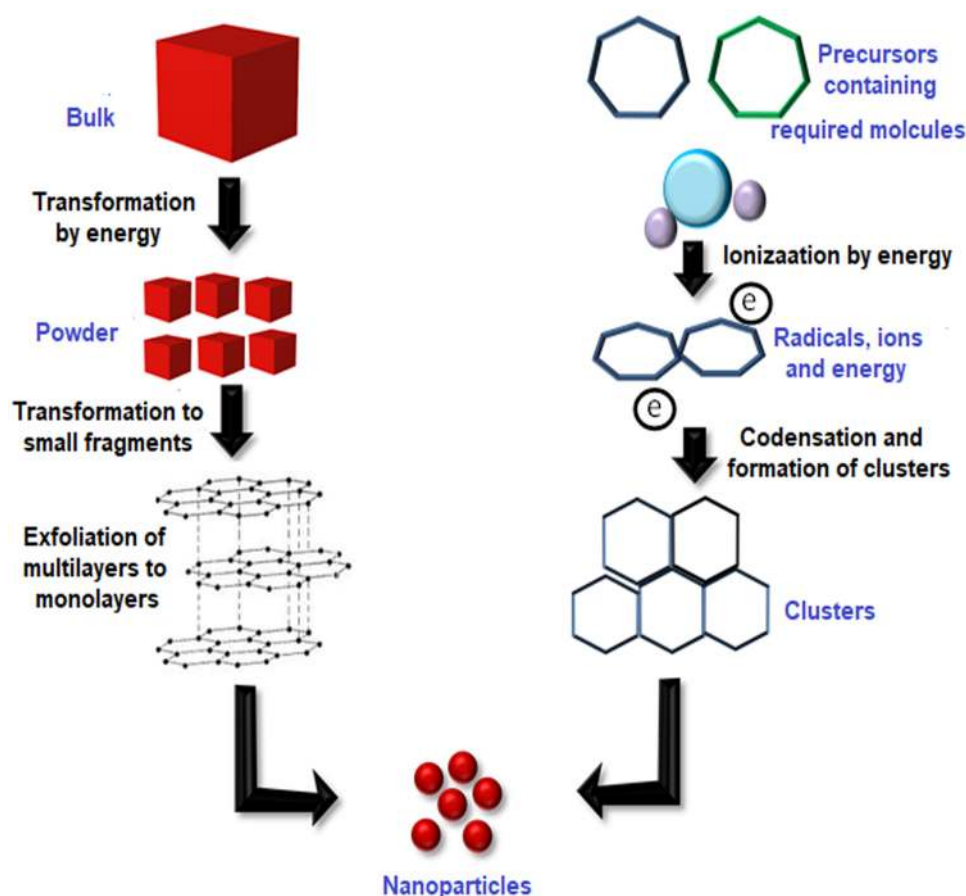 Bulk
Transformation
by energy
Powder
Transformation to
small fragments
Exfoliation of
multilayers to
monolayers
Precursors
containing
required molcules
Ionizaation by energy
e
Radicals, ions
and energy
e
Codensation and
formation of clusters
Clusters
Nanoparticles